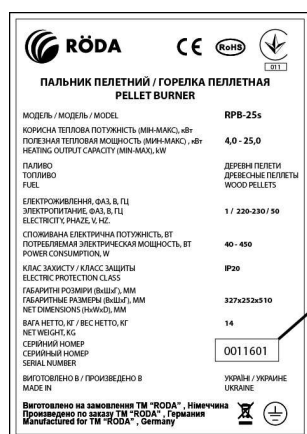 RÖDA CE RoHS
011
ПАЛЬНИК ПЕЛЕТНИЙ / ГОРЕЛКА ПЕЛЛЕТНАЯ
PELLET BURNER
МОДЕЛЬ / МОДЕЛЬ / MODEL RPB-25s
КОРИСНА ТЕПЛОВА ПОТУЖНІСТЬ (МІН-МАКС), кВт
ПОЛЕЗНАЯ ТЕПЛОВАЯ МОЩНОСТЬ (МИН-МАКС) , кВт 4,0 - 25,0
HEATING OUTPUT CAPACITY (MIN-MAX), kW
ПАЛИВО ДЕРЕВНІ ПЕЛЕТИ
ТОПЛИВО ДРЕВЕСНЫЕ ПЕЛЛЕТЫ
FUEL WOOD PELLETS
ЕЛЕКТРОЖИВЛЕННЯ, ФАЗ, В, ГЦ
ЭЛЕКТРОПИТАНИЕ, ФАЗ, В, ГЦ 1 / 220-230 / 50
ELECTRICITY, PHAZE, V, HZ.
СПОЖИВАНА ЕЛЕКТРИЧНА ПОТУЖНІСТЬ, ВТ
ПОТРЕБЛЯЕМАЯ ЭЛЕКТРИЧЕСКАЯ МОЩНОСТЬ, ВТ 40 - 450
POWER CONSUMPTION, W
КЛАС ЗАХИСТУ / КЛАСС ЗАЩИТЫ IP20
ELECTRIC PROTECTION CLASS
ГАБАРИТНІ РОЗМІРИ (ВхШхГ), ММ
ГАБАРИТНЫЕ РАЗМЕРЫ (ВхШхГ), ММ 327x252x510
NET DIMENSIONS (HxWxD), MM
ВАГА НЕТТО, КГ / ВЕС НЕТТО, КГ 14
NET WEIGHT, KG
СЕРІЙНИЙ НОМЕР
СЕРИЙНЫЙ НОМЕР 0011601
SERIAL NUMBER
ВИГОТОВЛЕНО В / ПРОИЗВЕДЕНО В УКРАЇНІ / УКРАИНЕ
MADE IN UKRAINE
Виготовлено на замовлення ТМ "RODA" , Німеччина
Произведено по заказу ТМ "RODA" , Германия
Manufactured for TM "RODA" , Germany